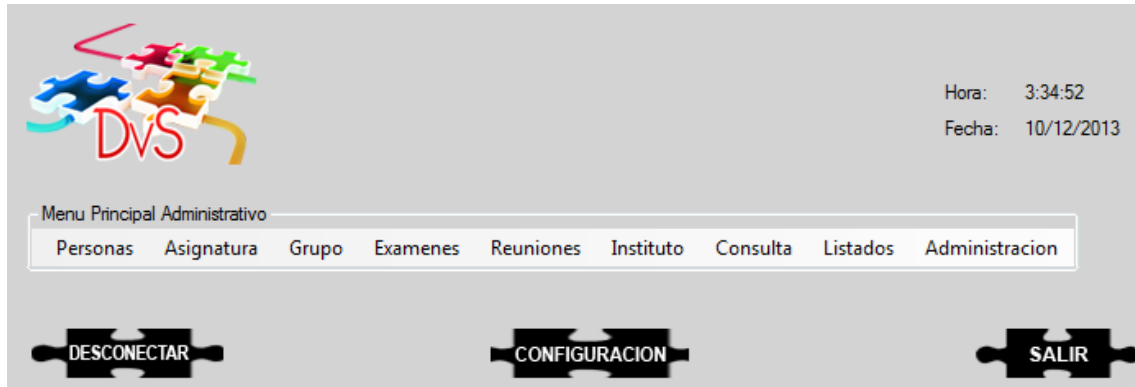 DvS
Hora: 3:34:52
Fecha: 10/12/2013
Menu Principal Administrativo
Personas Asignatura Grupo Examenes Reuniones Instituto Consulta Listados Administracion
DESCONECTAR CONFIGURACION SALIR